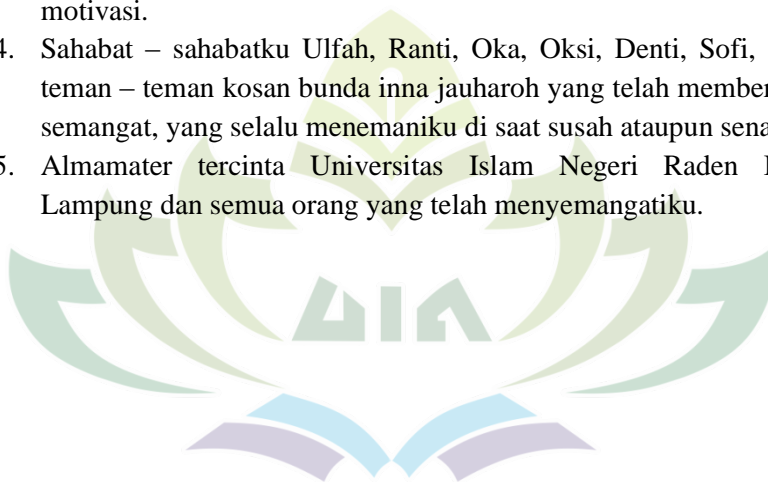 motivasi.
4. Sahabat – sahabatku Ulfah, Ranti, Oka, Oksi, Denti, Sofi,
teman – teman kosan bunda inna jauharoh yang telah member
semangat, yang selalu menemaniku di saat susah ataupun sena
5. Almamater tercinta Universitas Islam Negeri Raden
Lampung dan semua orang yang telah menyemangatiku.
UIN